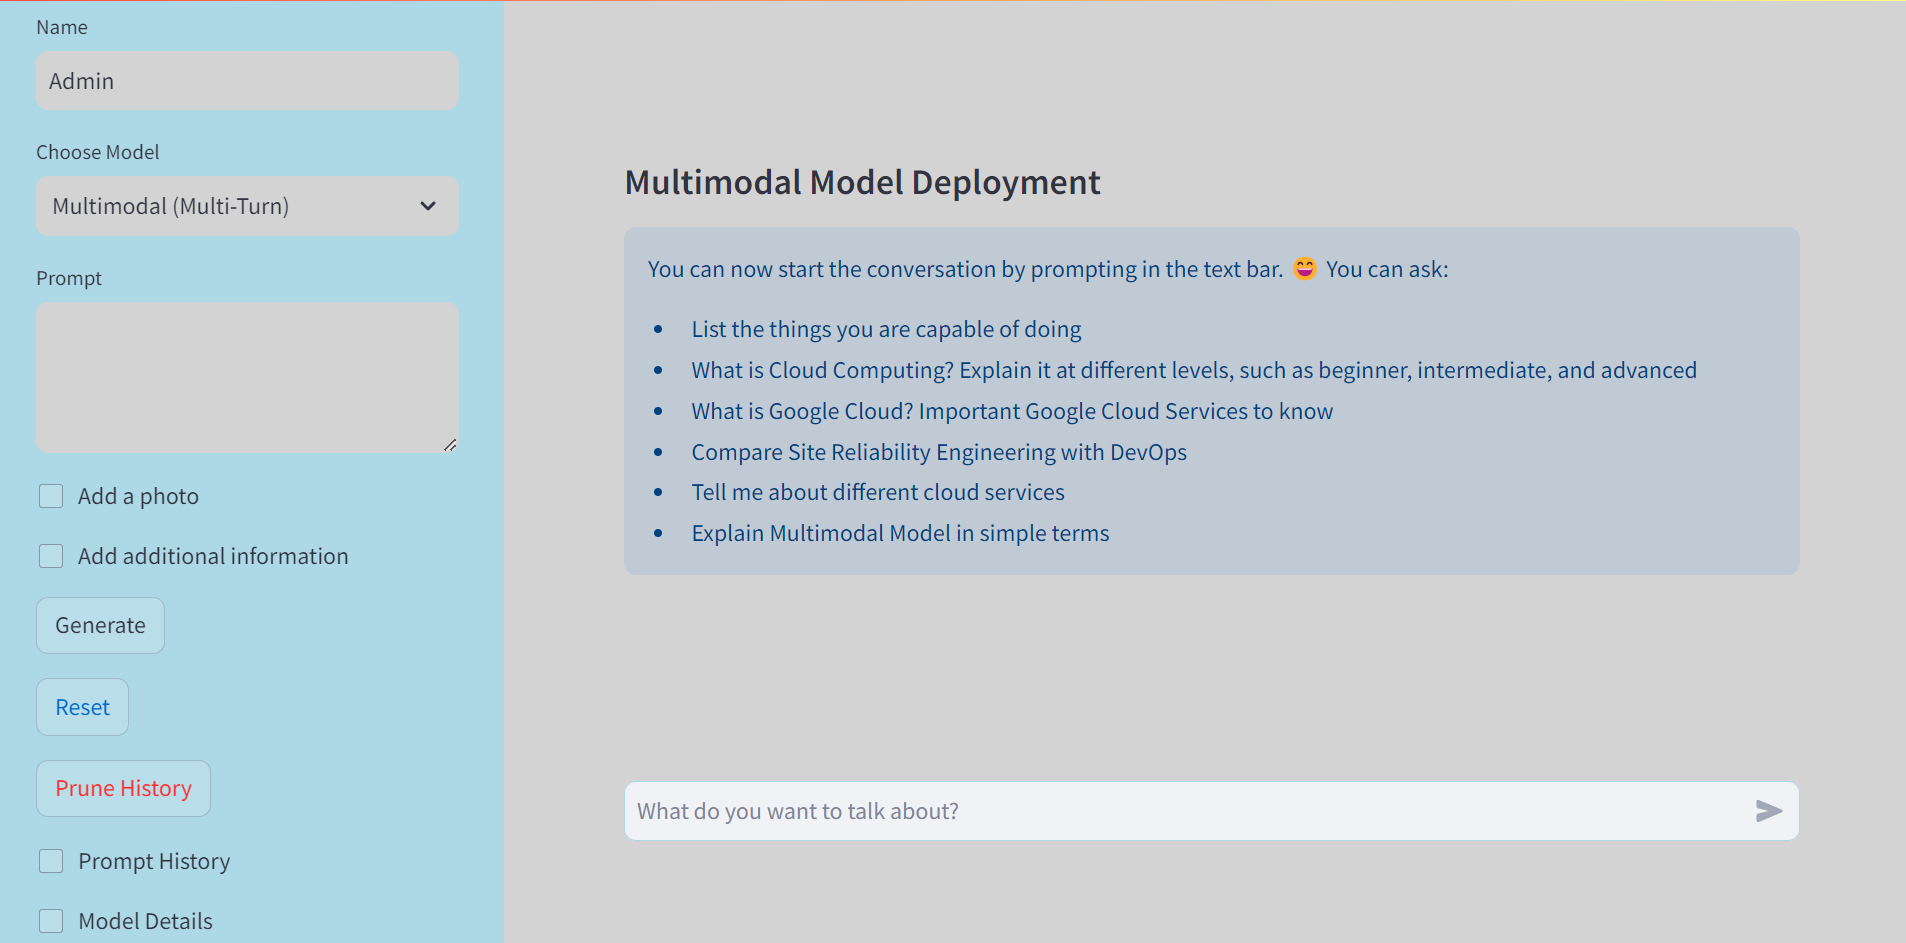 Name
Admin
Choose Model
Multimodal (Multi-Turn)
Prompt
Add a photo
Add additional information
Generate
Reset
Prune History
Prompt History
Model Details
Multimodal Model Deployment
You can now start the conversation by prompting in the text bar. 😄 You can ask:
• List the things you are capable of doing
• What is Cloud Computing? Explain it at different levels, such as beginner, intermediate, and advanced
• What is Google Cloud? Important Google Cloud Services to know
• Compare Site Reliability Engineering with DevOps
• Tell me about different cloud services
• Explain Multimodal Model in simple terms
What do you want to talk about?